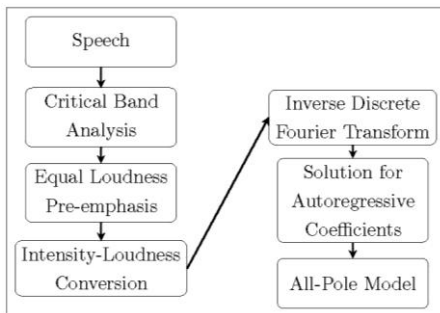 Speech
Critical Band
Analysis
Equal Loudness
Pre-emphasis
Intensity-Loudness
Conversion
Inverse Discrete
Fourier Transform
Solution for
Autoregressive
Coefficients
All-Pole Model